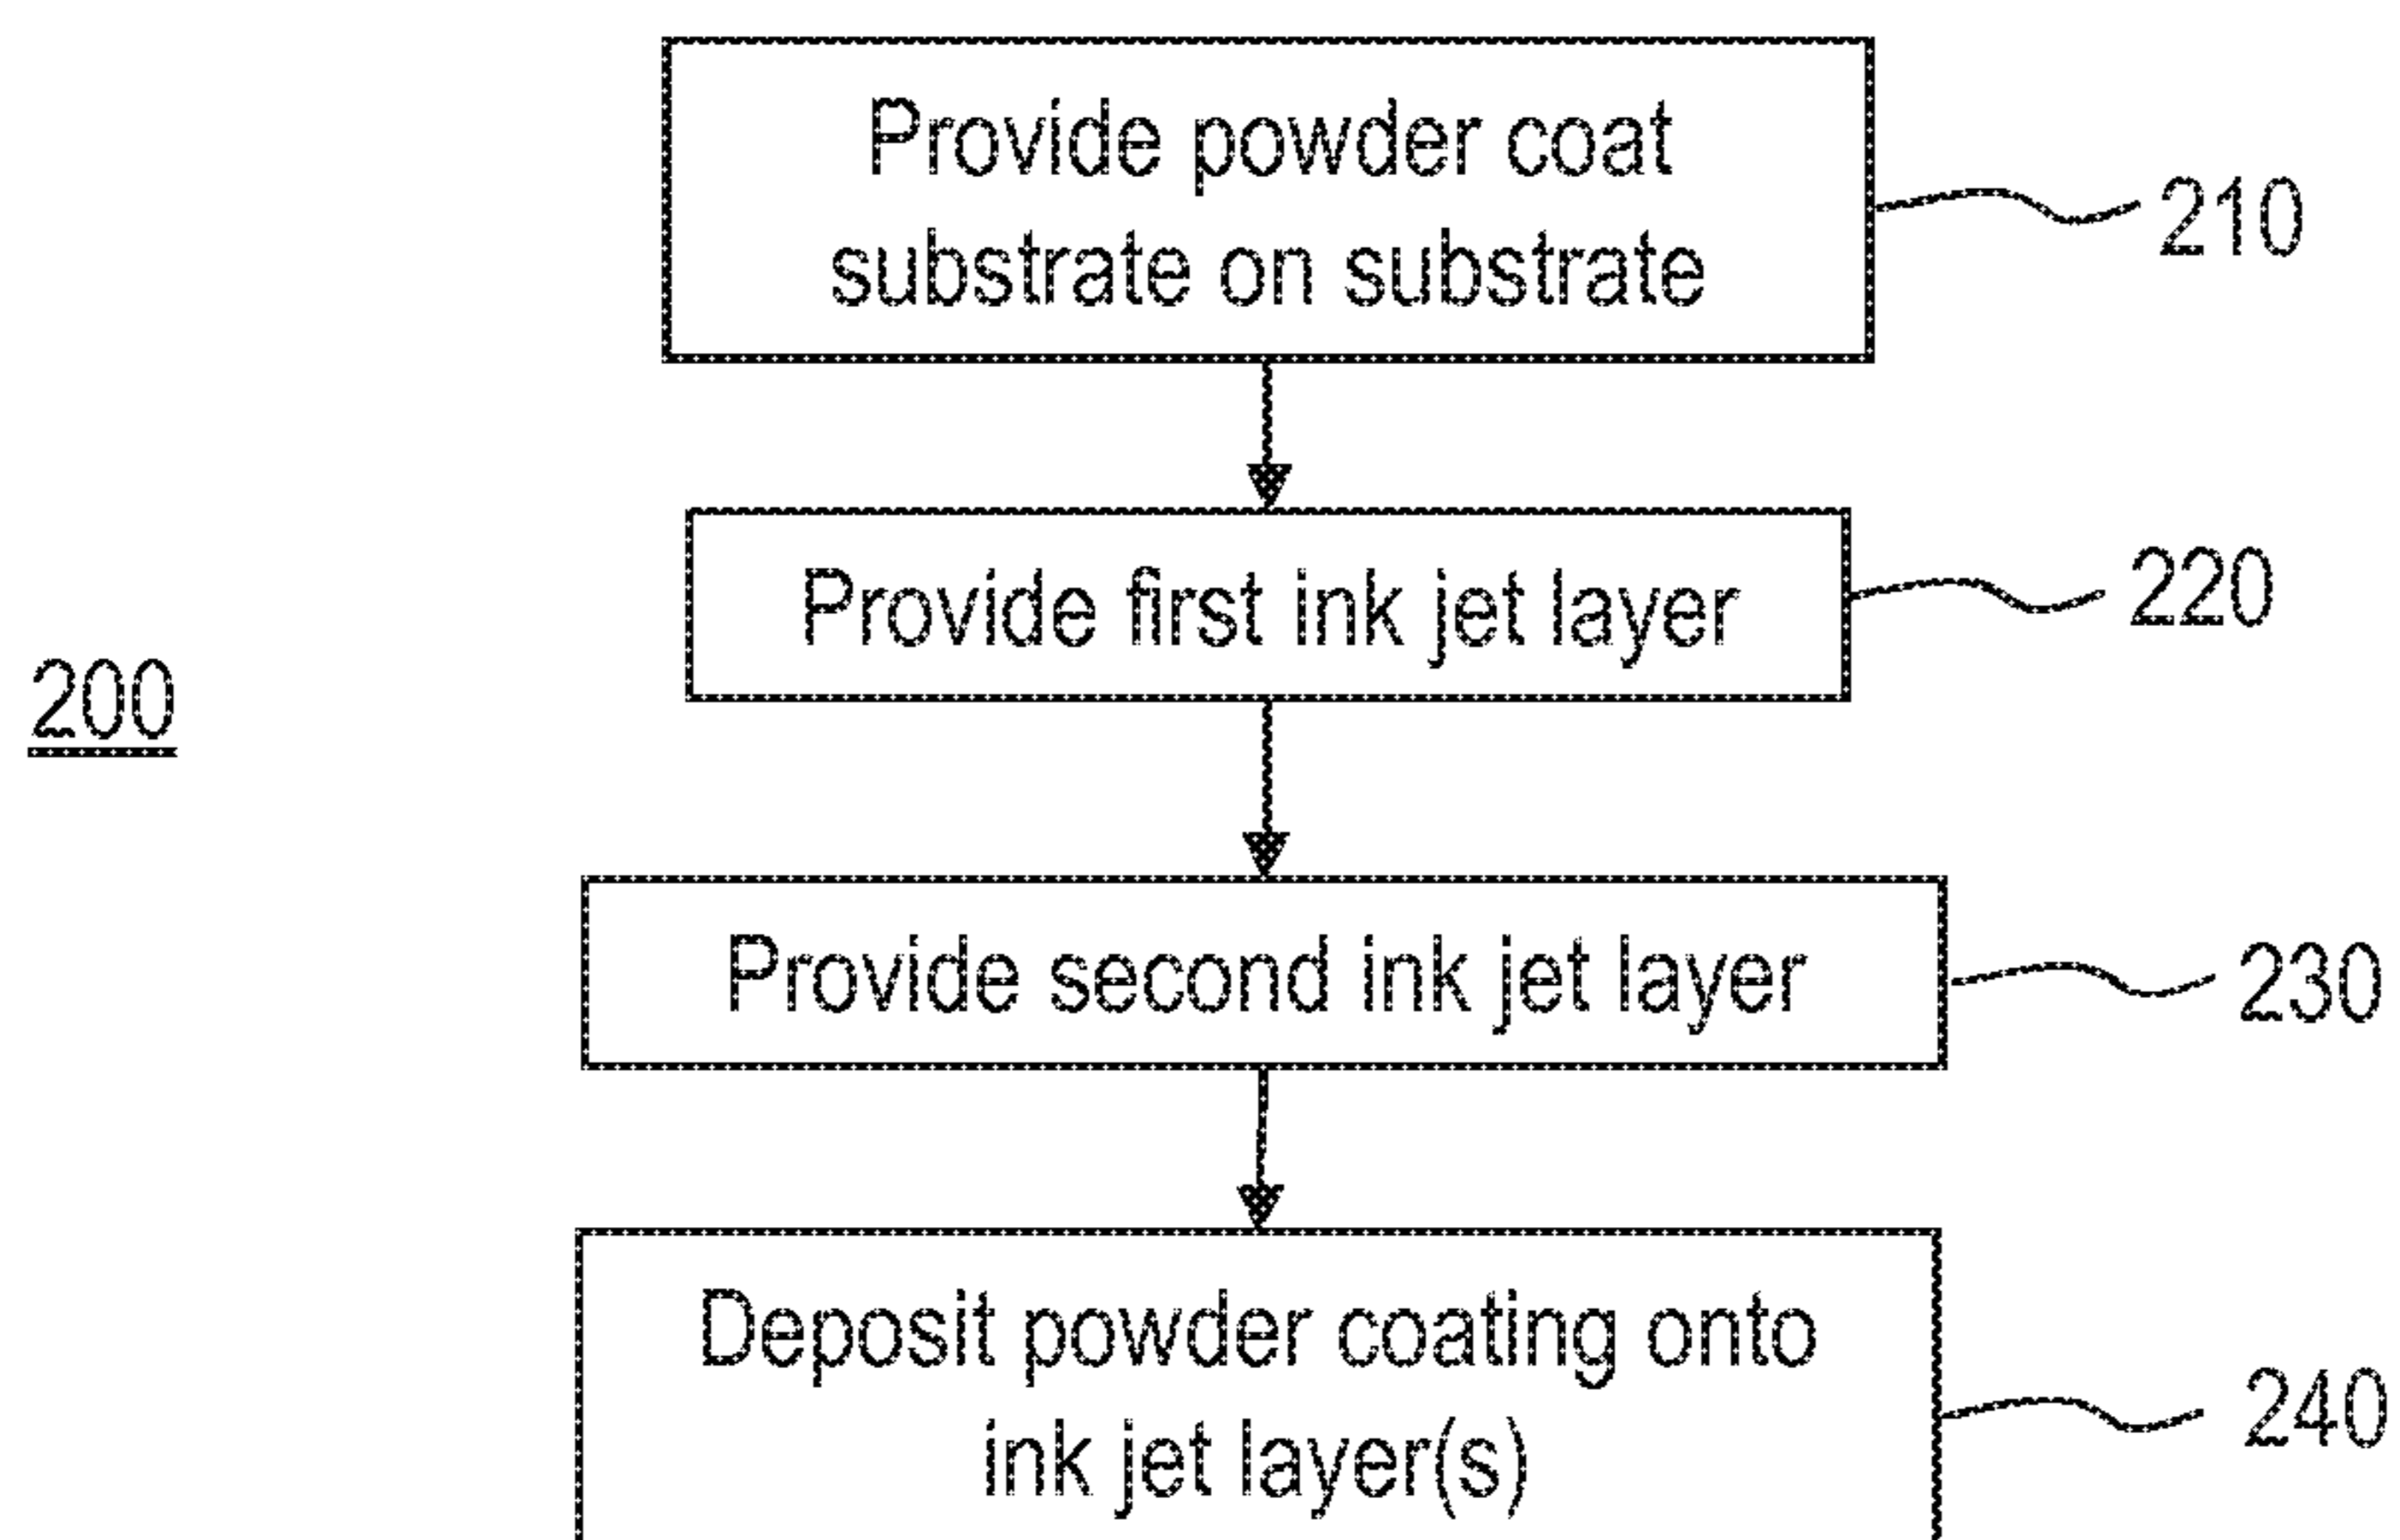 Provide powder coat
substrate on substrate
210
Provide first ink jet layer
220
200
Provide second ink jet layer
230
Deposit powder coating onto
ink jet layer(s)
240